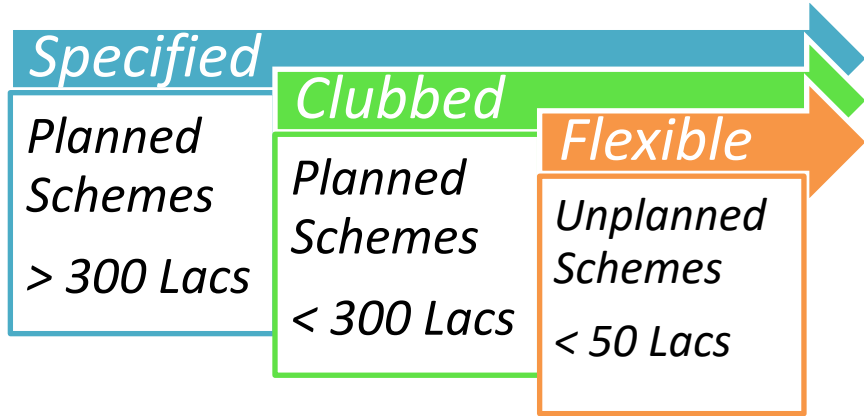 Specified
Planned
Schemes
> 300 Lacs
Clubbed
Planned
Schemes
< 300 Lacs
Flexible
Unplanned
Schemes
< 50 Lacs